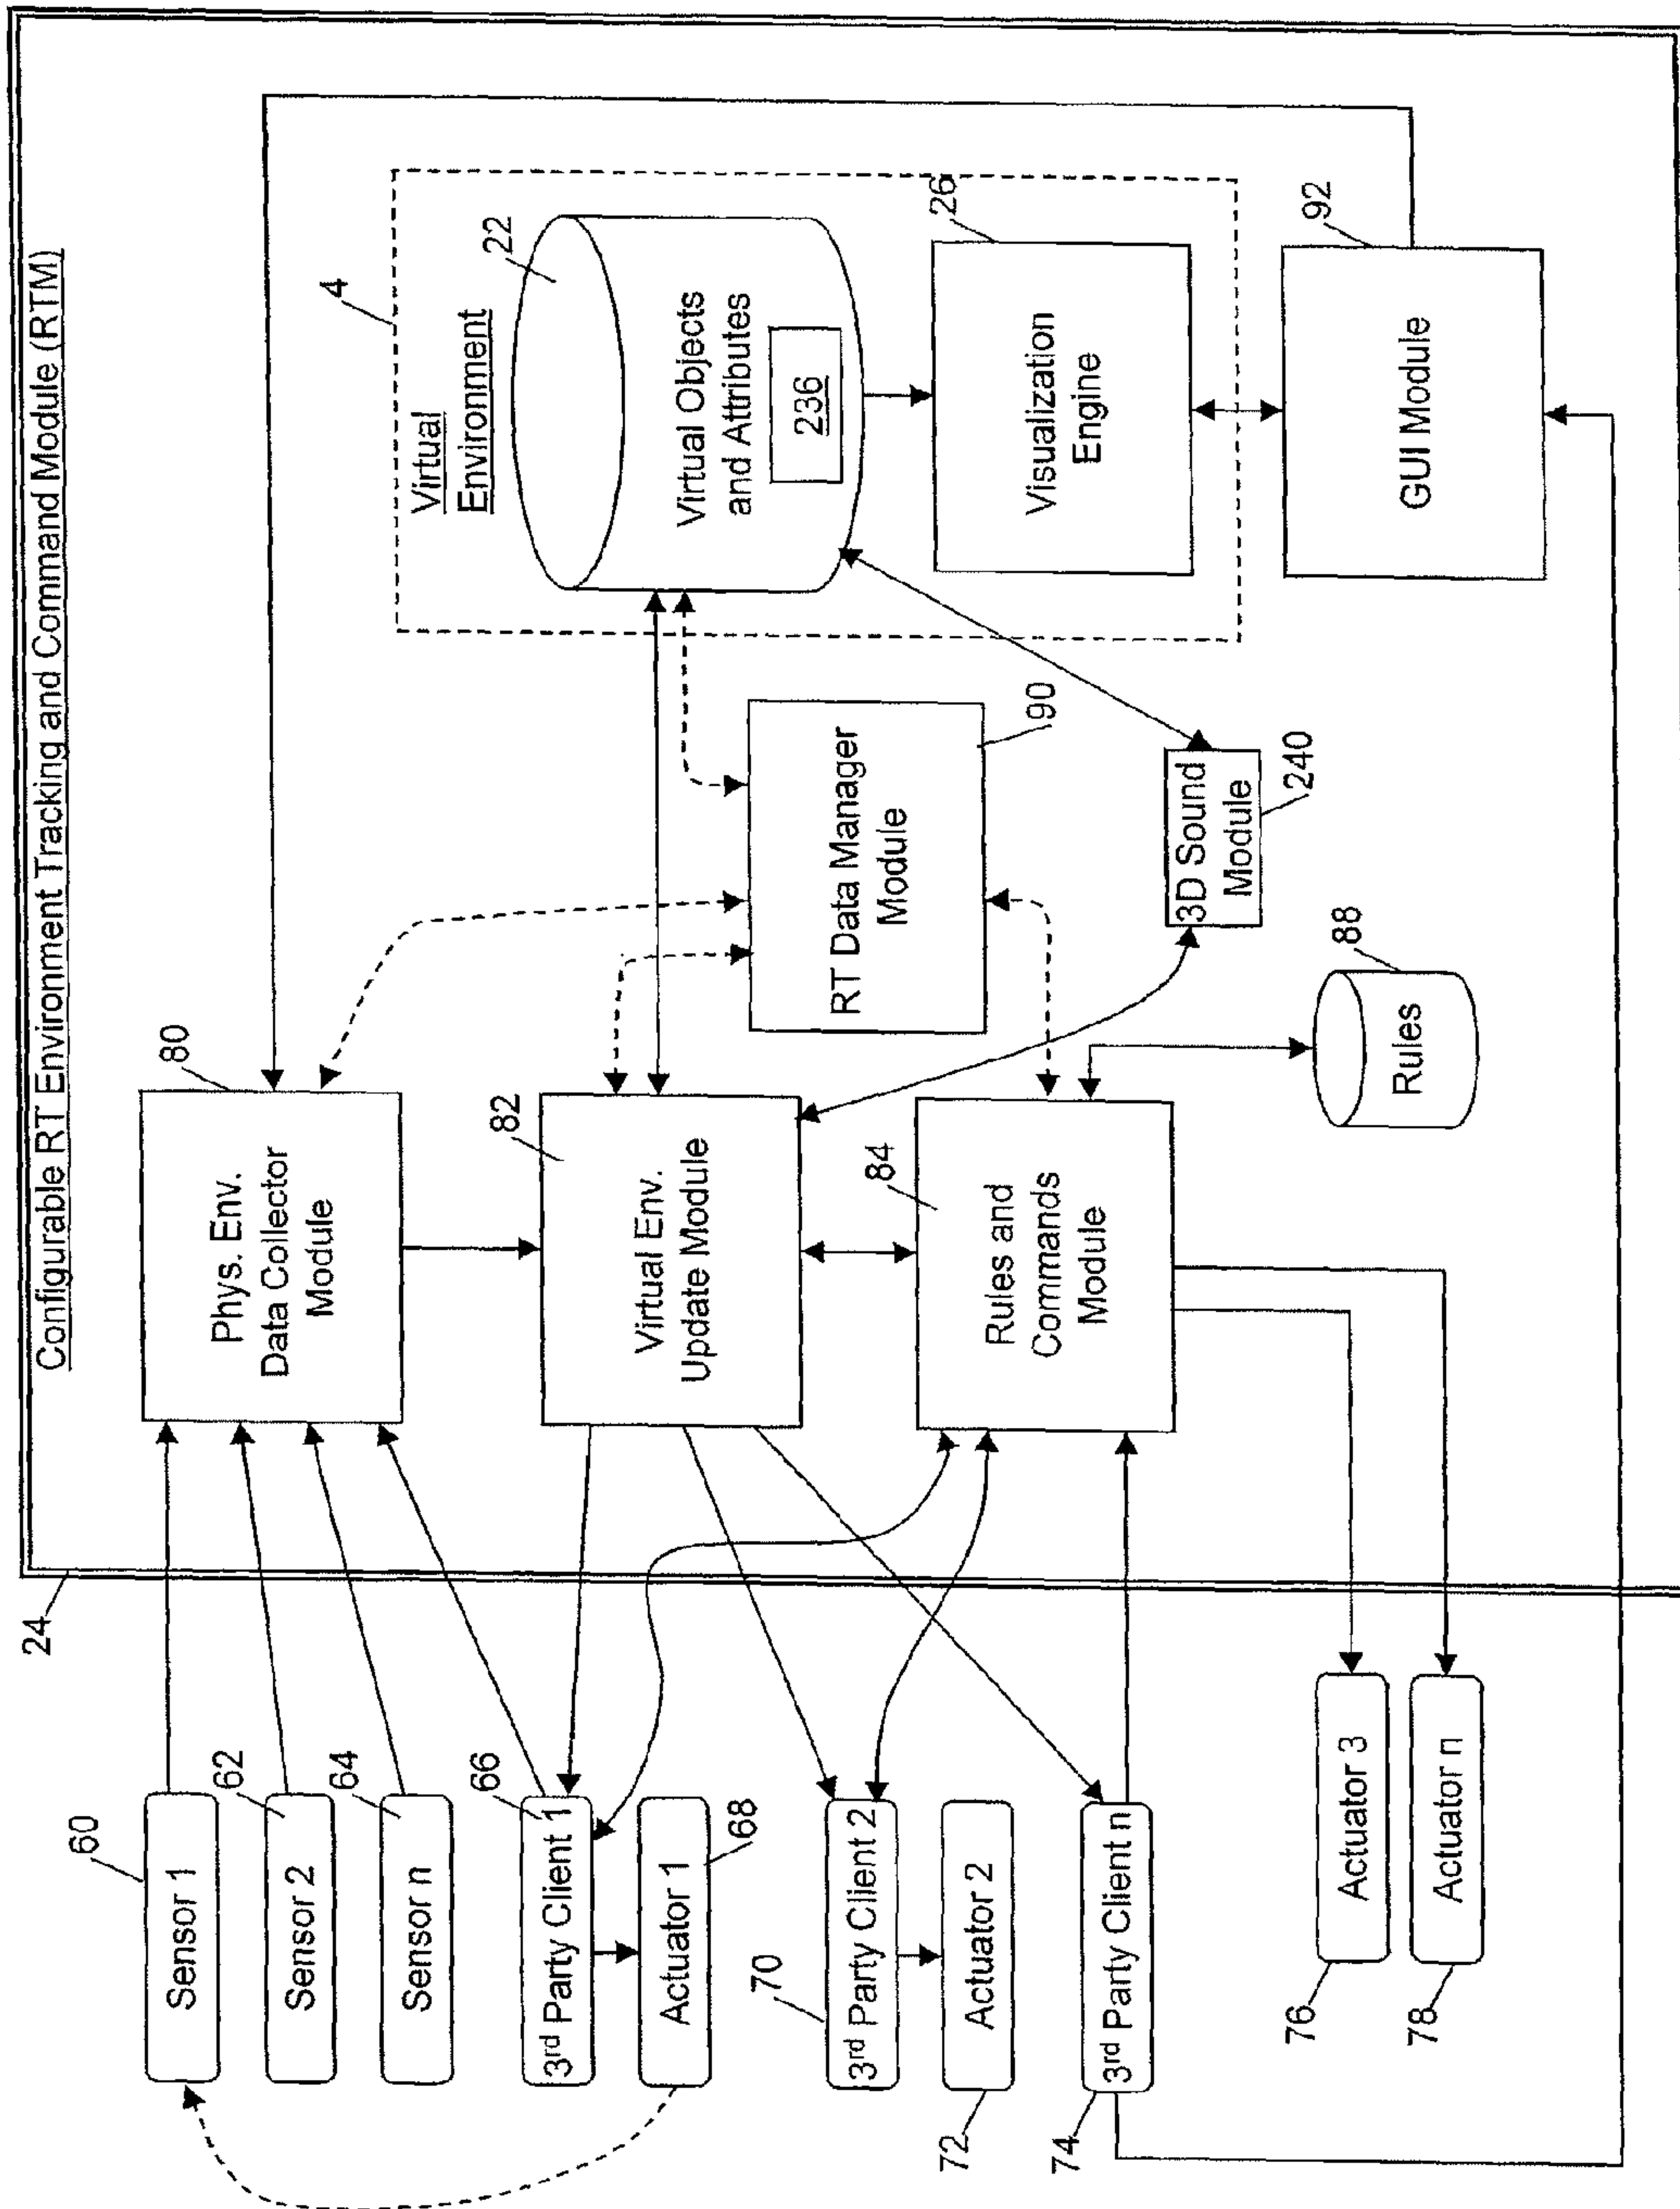 Configurable RT Environment Tracking and Command Module (RTM)
24
60
Sensor 1
62
Sensor 2
64
Sensor n
66
3rd Party Client 1
68
Actuator 1
70
3rd Party Client 2
72
Actuator 2
74
3rd Party Client n
76
Actuator 3
78
Actuator n
80
Phys. Env.
Data Collector
Module
82
Virtual Env.
Update Module
84
Rules and
Commands
Module
88
Rules
90
RT Data Manager
Module
240
3D Sound
Module
4
Virtual
Environment
22
Virtual Objects
and Attributes
236
26
Visualization
Engine
92
GUI Module